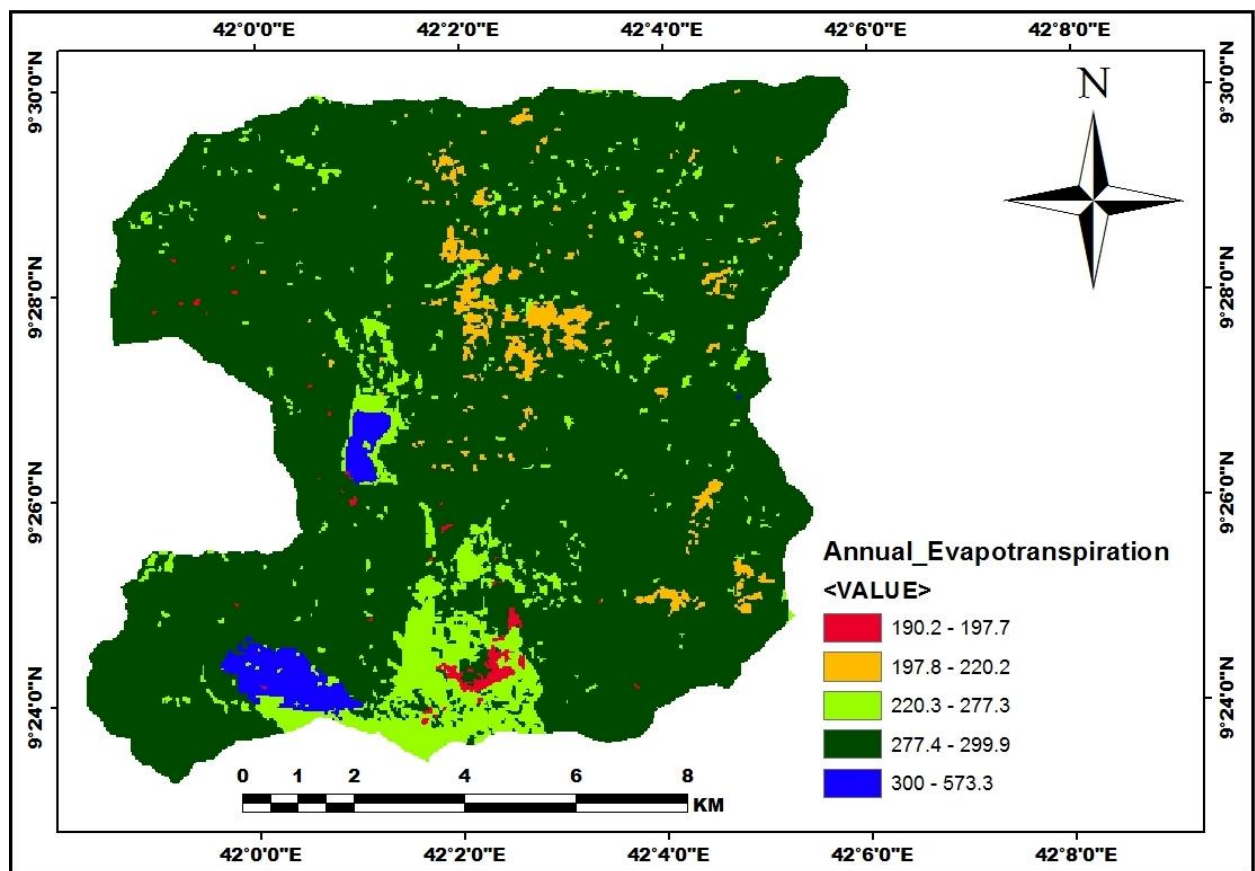 42°0'0"E 42°2'0"E 42°4'0"E 42°6'0"E 42°8'0"E
9°30'0"N 9°30'0"N
N
9°28'0"N 9°28'0"N
9°26'0"N 9°26'0"N
Annual_Evapotranspiration
<VALUE>
190.2 - 197.7
197.8 - 220.2
220.3 - 277.3
277.4 - 299.9
300 - 573.3
9°24'0"N 9°24'0"N
0 1 2 4 6 8
KM
42°0'0"E 42°2'0"E 42°4'0"E 42°6'0"E 42°8'0"E